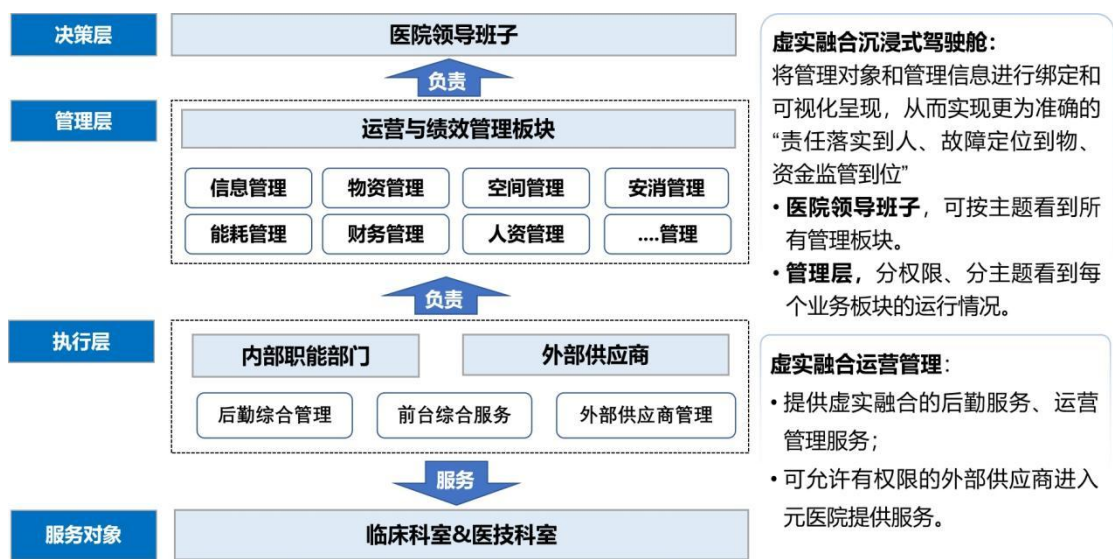 决策层
医院领导班子
负责
管理层
运营与绩效管理板块
信息管理
物资管理
空间管理
安消管理
能耗管理
财务管理
人资管理
....管理
负责
执行层
内部职能部门
外部供应商
后勤综合管理
前台综合服务
外部供应商管理
服务
服务对象
临床科室&医技科室
虚实融合沉浸式驾驶舱：
将管理对象和管理信息进行绑定和
可视化呈现，从而实现更为准确的
“责任落实到人、故障定位到物、
资金监管到位”
• 医院领导班子，可按主题看到所
有管理板块。
• 管理层，分权限、分主题看到每
个业务板块的运行情况。
虚实融合运营管理：
• 提供虚实融合的后勤服务、运营
管理服务；
• 可允许有权限的外部供应商进入
元医院提供服务。